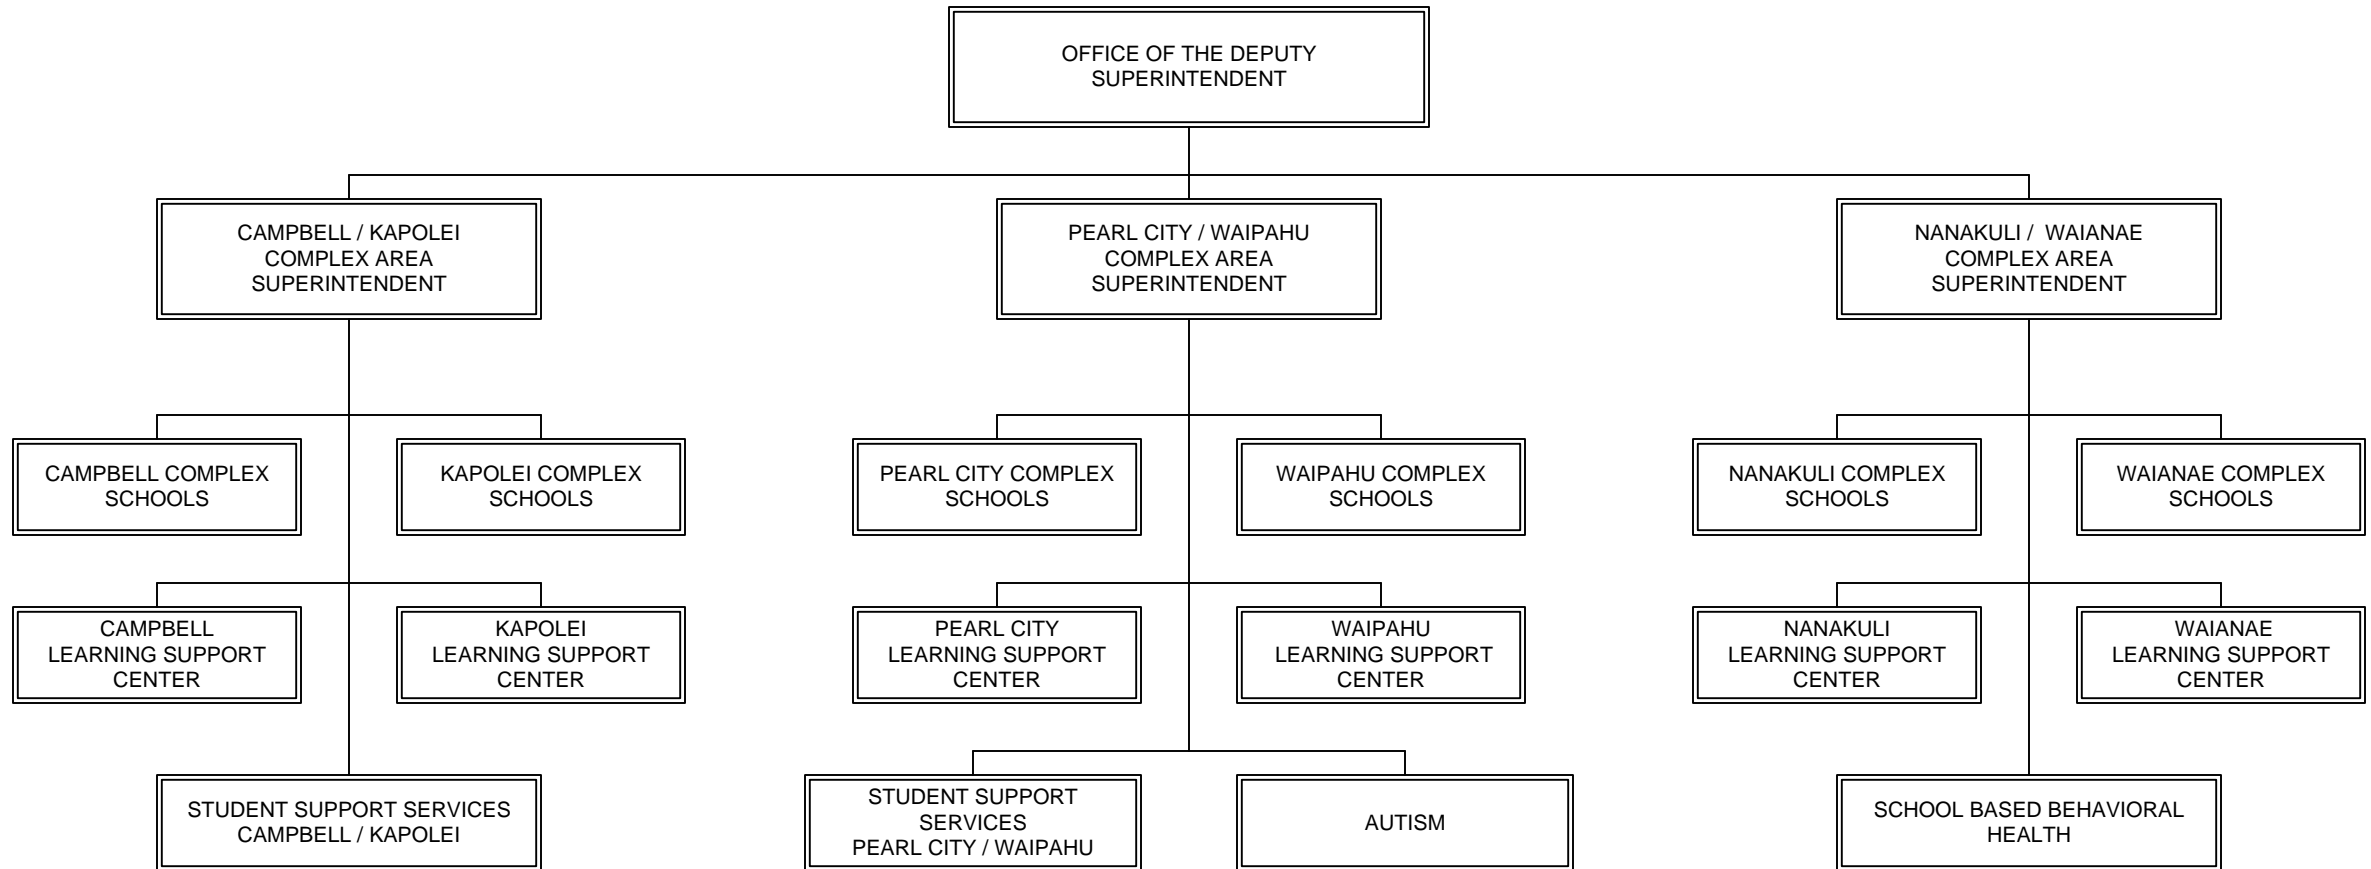 OFFICE OF THE DEPUTY
SUPERINTENDENT
CAMPBELL / KAPOLEI
COMPLEX AREA
SUPERINTENDENT
PEARL CITY / WAIPAHU
COMPLEX AREA
SUPERINTENDENT
NANAKULI / WAIANAE
COMPLEX AREA
SUPERINTENDENT
CAMPBELL COMPLEX
SCHOOLS
KAPOLEI COMPLEX
SCHOOLS
PEARL CITY COMPLEX
SCHOOLS
WAIPAHU COMPLEX
SCHOOLS
NANAKULI COMPLEX
SCHOOLS
WAIANAE COMPLEX
SCHOOLS
CAMPBELL
LEARNING SUPPORT
CENTER
KAPOLEI
LEARNING SUPPORT
CENTER
PEARL CITY
LEARNING SUPPORT
CENTER
WAIPAHU
LEARNING SUPPORT
CENTER
NANAKULI
LEARNING SUPPORT
CENTER
WAIANAE
LEARNING SUPPORT
CENTER
STUDENT SUPPORT SERVICES
CAMPBELL / KAPOLEI
STUDENT SUPPORT
SERVICES
PEARL CITY / WAIPAHU
AUTISM
SCHOOL BASED BEHAVIORAL
HEALTH